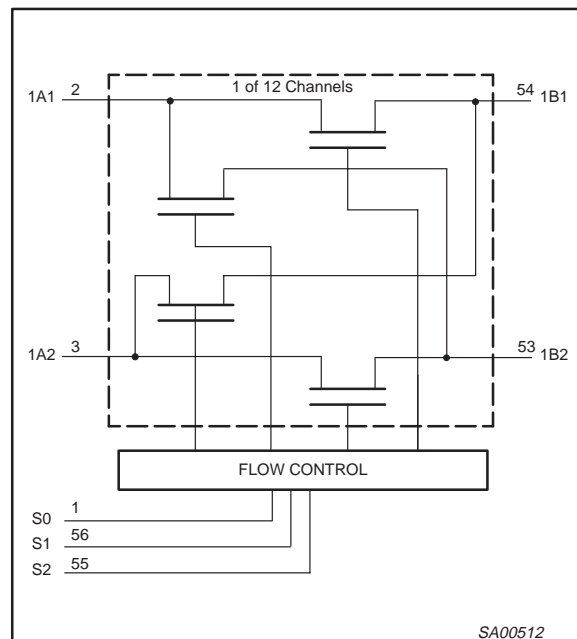 1 of 12 Channels
1A1 2
54 1B1
1A2 3
53 1B2
FLOW CONTROL
S0 1
S1 56
S2 55
SA00512